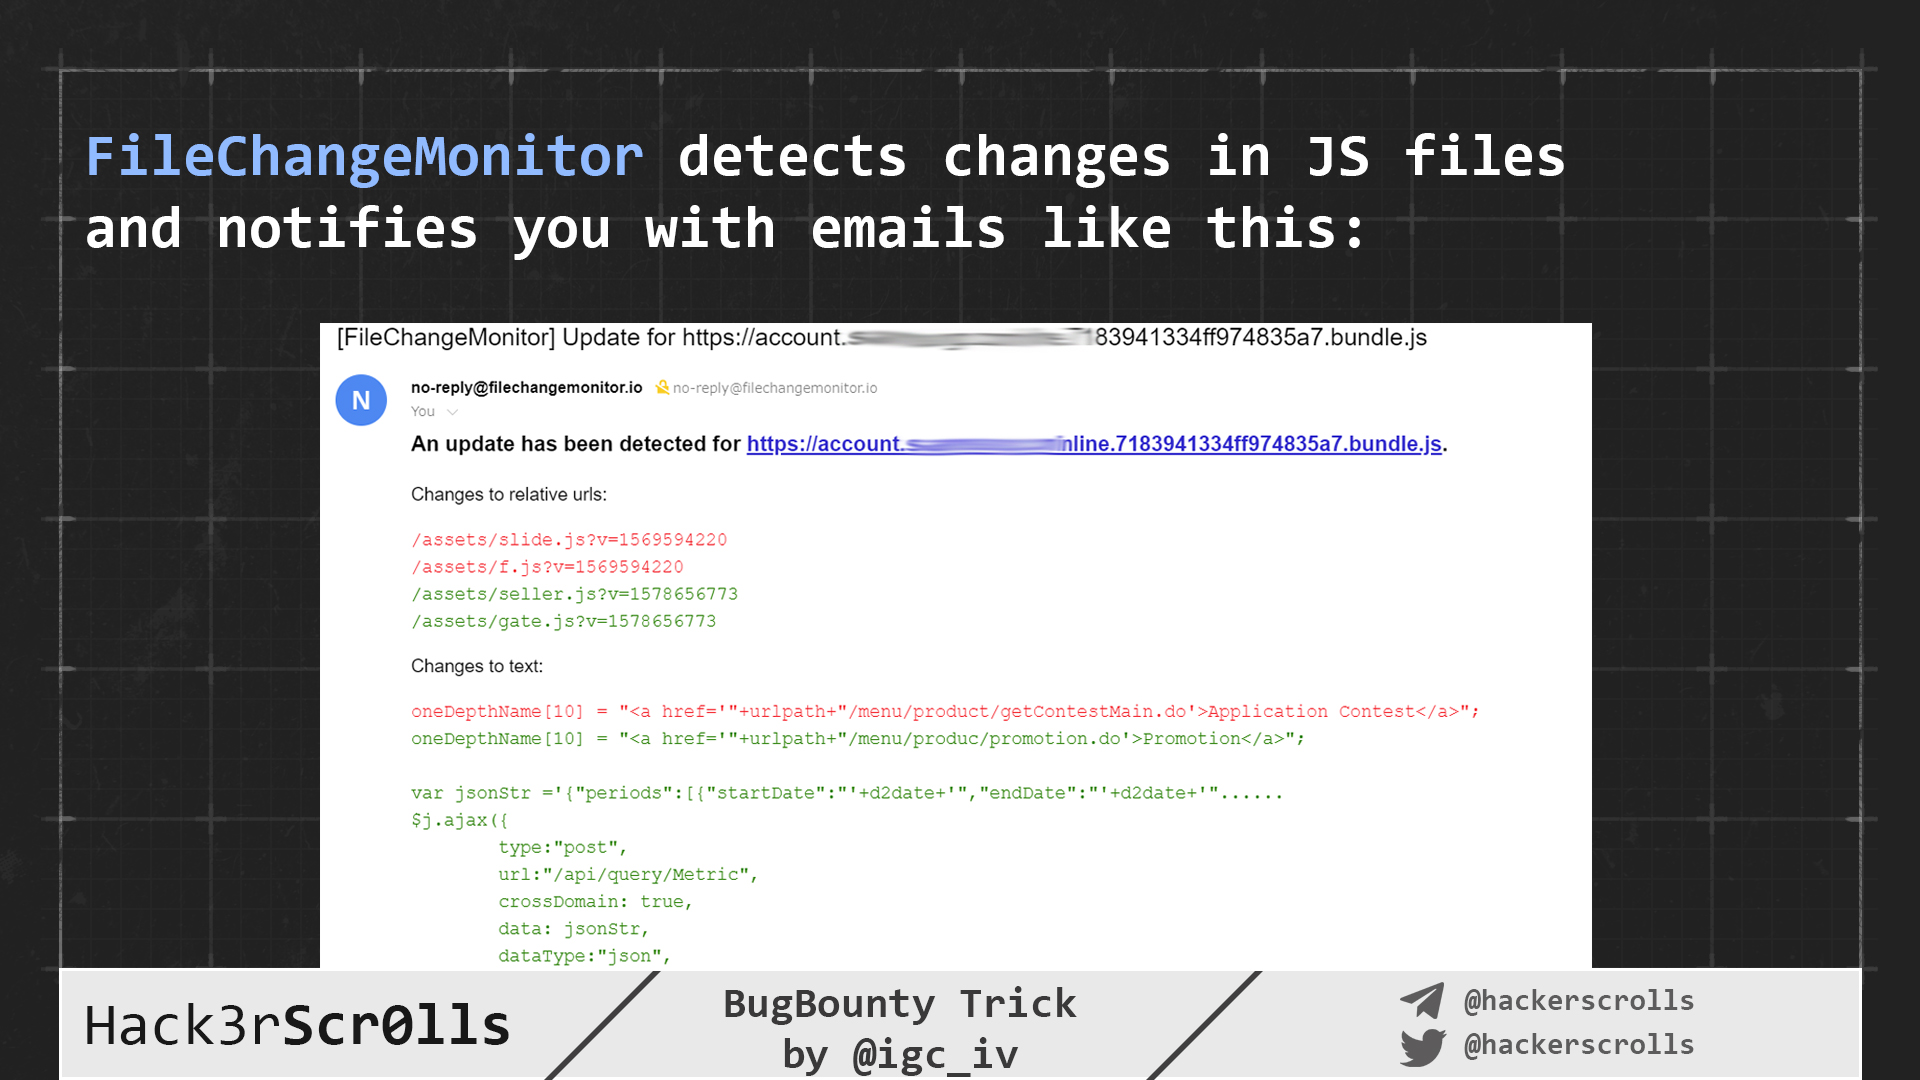 FileChangeMonitor detects changes in JS files
and notifies you with emails like this:
[FileChangeMonitor] Update for https://account.183941334ff974835a7.bundle.js
N
no-reply@filechangemonitor.io no-reply@filechangemonitor.io
You
An update has been detected for https://account.nline.7183941334ff974835a7.bundle.js.
Changes to relative urls:
/assets/slide.js?v=1569594220
/assets/f.js?v=1569594220
/assets/seller.js?v=1578656773
/assets/gate.js?v=1578656773
Changes to text:
oneDepthName[10] = "<a href='"+urlpath+"/menu/product/getContestMain.do'>Application Contest</a>";
oneDepthName[10] = "<a href='"+urlpath+"/menu/produc/promotion.do'>Promotion</a>";
var jsonStr ='{"periods":[{"startDate":"'+d2date+'","endDate":"'+d2date+'"......
$j.ajax({
type:"post",
url:"/api/query/Metric",
crossDomain: true,
data: jsonStr,
dataType:"json",
Hack3rScr0lls
BugBounty Trick
by @igc_iv
@hackerscrolls
@hackerscrolls